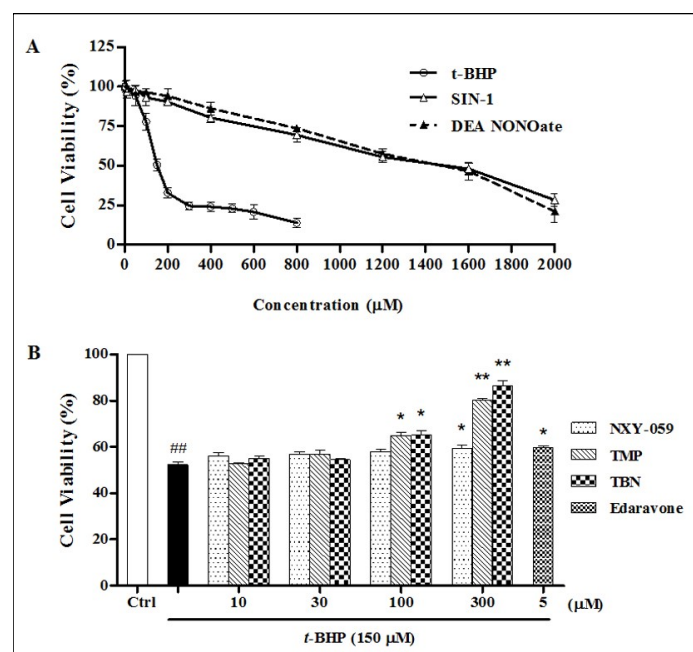 A
125
100
75
50
25
0
Cell Viability (%)
t-BHP
SIN-1
DEA NONOate
0 200 400 600 800 1000 1200 1400 1600 1800 2000
Concentration (μM)
B
100
80
60
40
20
0
Cell Viability (%)
##
* *
* ** **
*
NXY-059
TMP
TBN
Edaravone
Ctrl 10 30 100 300 5 (μM)
t-BHP (150 μM)